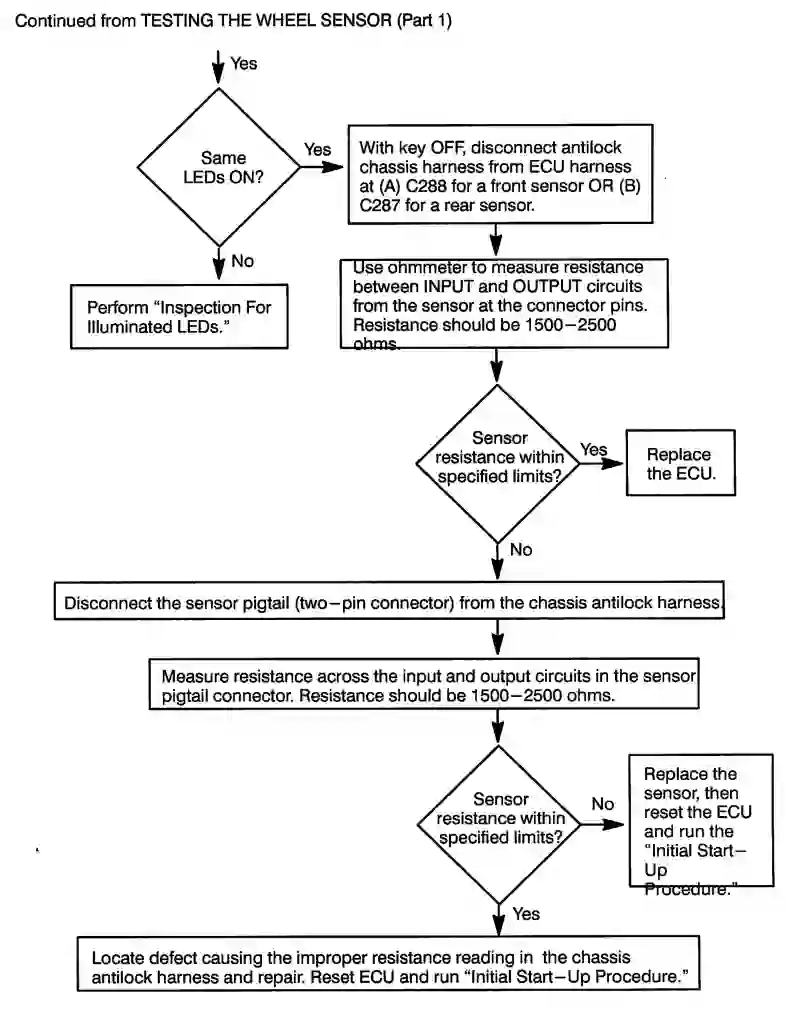 Continued from TESTING THE WHEEL SENSOR (Part 1)
Yes
Same
LEDs ON?
Yes
With key OFF, disconnect antilock
chassis harness from ECU harness
at (A) C288 for a front sensor OR (B)
C287 for a rear sensor.
No
Perform “Inspection For
Illuminated LEDs.”
Use ohmmeter to measure resistance
between INPUT and OUTPUT circuits
from the sensor at the connector pins.
Resistance should be 1500–2500
ohms.
Sensor
resistance within
specified limits?
Yes
Replace
the ECU.
No
Disconnect the sensor pigtail (two–pin connector) from the chassis antilock harness.
Measure resistance across the input and output circuits in the sensor
pigtail connector. Resistance should be 1500–2500 ohms.
Sensor
resistance within
specified limits?
No
Replace the
sensor, then
reset the ECU
and run the
“Initial Start–
Up
Procedure.”
Yes
Locate defect causing the improper resistance reading in the chassis
antilock harness and repair. Reset ECU and run “Initial Start–Up Procedure.”